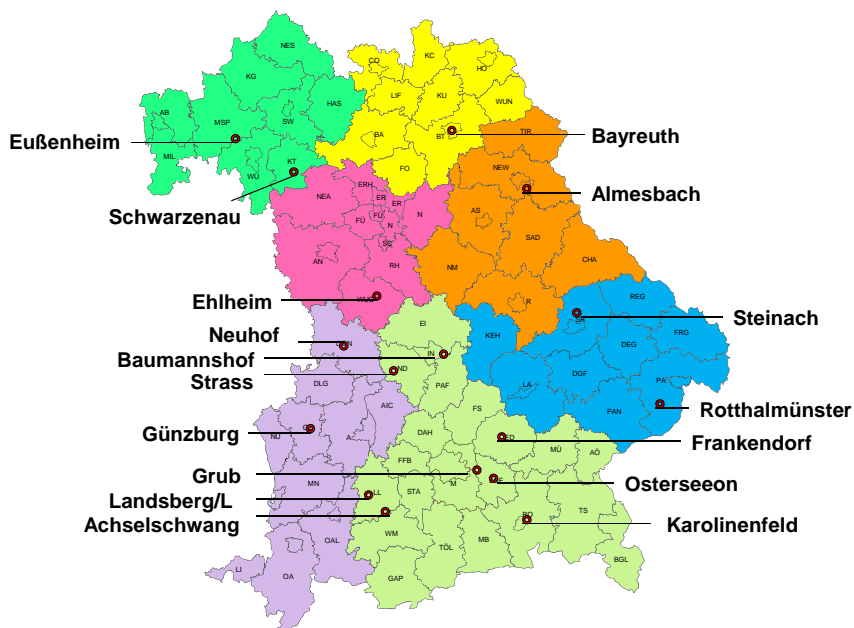 NES
KC
CO
HO
KG
LIF
KU
WUN
HAS
AB
MSP
SW
TIR
Eußenheim
BA
BT
Bayreuth
MIL
KT
FO
NEW
WU
Schwarzenau
ERH
NEA
ER
ER
Almesbach
FÜ
FÜ
N
N
AS
SAD
SC
AN
RH
NM
CHA
Ehlheim
WUG
R
REG
Steinach
SR
Neuhof
EI
KEH
DEG
FRG
Baumannshof
IN
Strass
ND
DGF
DLG
PAF
LA
PA
AIC
FS
PAN
Rotthalmünster
Günzburg
NU
A
DAH
ED
Frankendorf
MÜ
AÖ
FFB
Grub
MN
STA
M
Osterseeon
Landsberg/L
LL
Achselschwang
RO
TS
Karolinenfeld
WM
OAL
TÖL
MB
LI
OA
GAP
BGL